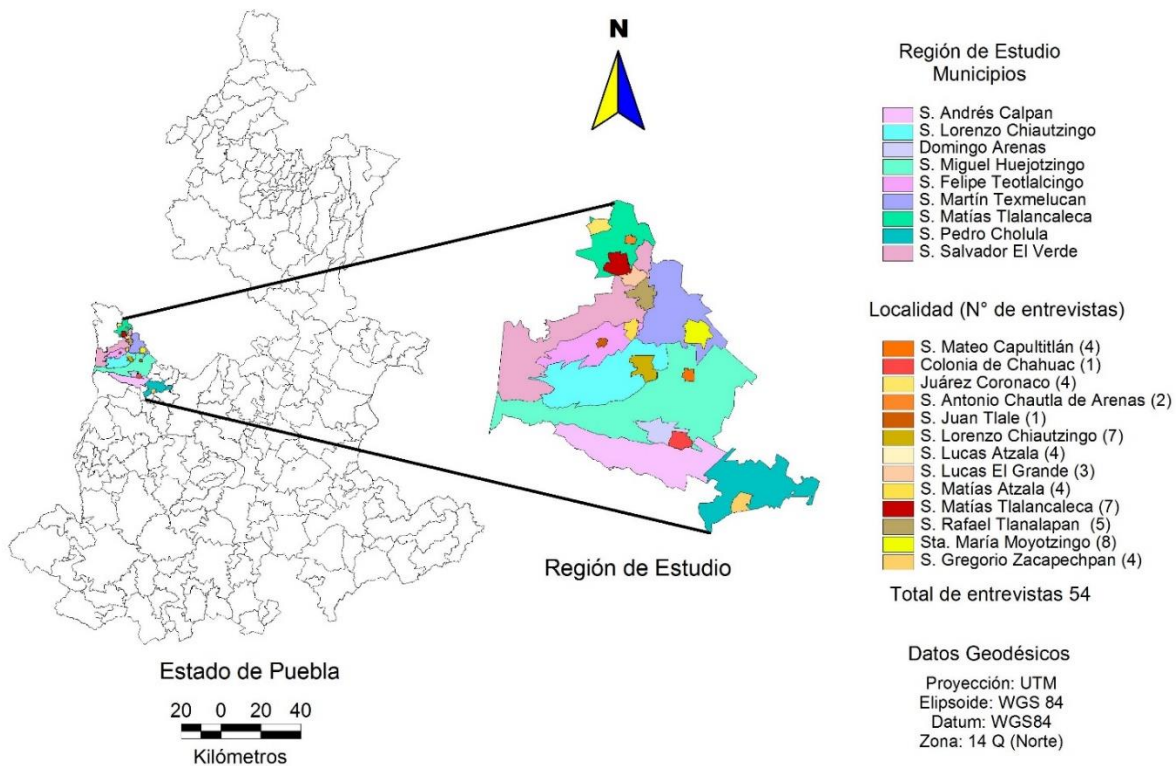 N
Región de Estudio
Municipios
S. Andrés Calpan
S. Lorenzo Chiautzingo
Domingo Arenas
S. Miguel Huejotzingo
S. Felipe Teotlalcingo
S. Martín Texmelucan
S. Matías Tlalancaleca
S. Pedro Cholula
S. Salvador El Verde
Localidad (N° de entrevistas)
S. Mateo Capultitlán (4)
Colonia de Chahuac (1)
Juárez Coronaco (4)
S. Antonio Chautla de Arenas (2)
S. Juan Tlale (1)
S. Lorenzo Chiautzingo (7)
S. Lucas Atzala (4)
S. Lucas El Grande (3)
S. Matías Atzala (4)
S. Matías Tlalancaleca (7)
S. Rafael Tlanalapan (5)
Sta. María Moyotzingo (8)
S. Gregorio Zacapechpan (4)
Total de entrevistas 54
Región de Estudio
Estado de Puebla
20 0 20 40
Kilómetros
Datos Geodésicos
Proyección: UTM
Elipsoide: WGS 84
Datum: WGS84
Zona: 14 Q (Norte)